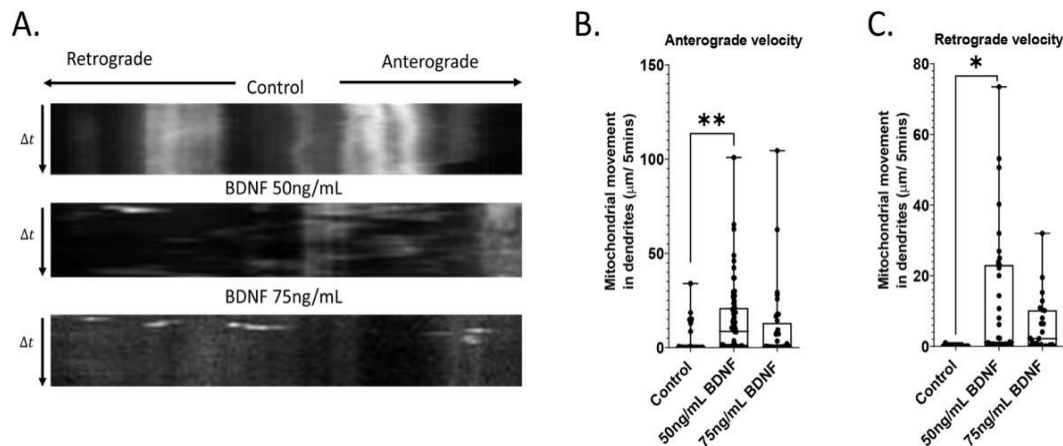 A.
Retrograde
Anterograde
Control
Δt
BDNF 50ng/mL
Δt
BDNF 75ng/mL
Δt
B.
Anterograde velocity
Mitochondrial movement
in dendrites (μm/ 5mins)
150
100
50
0
**
Control
50ng/mL BDNF
75ng/mL BDNF
C.
Retrograde velocity
Mitochondrial movement
in dendrites (μm/ 5mins)
80
60
40
20
0
*
Control
50ng/mL BDNF
75ng/mL BDNF